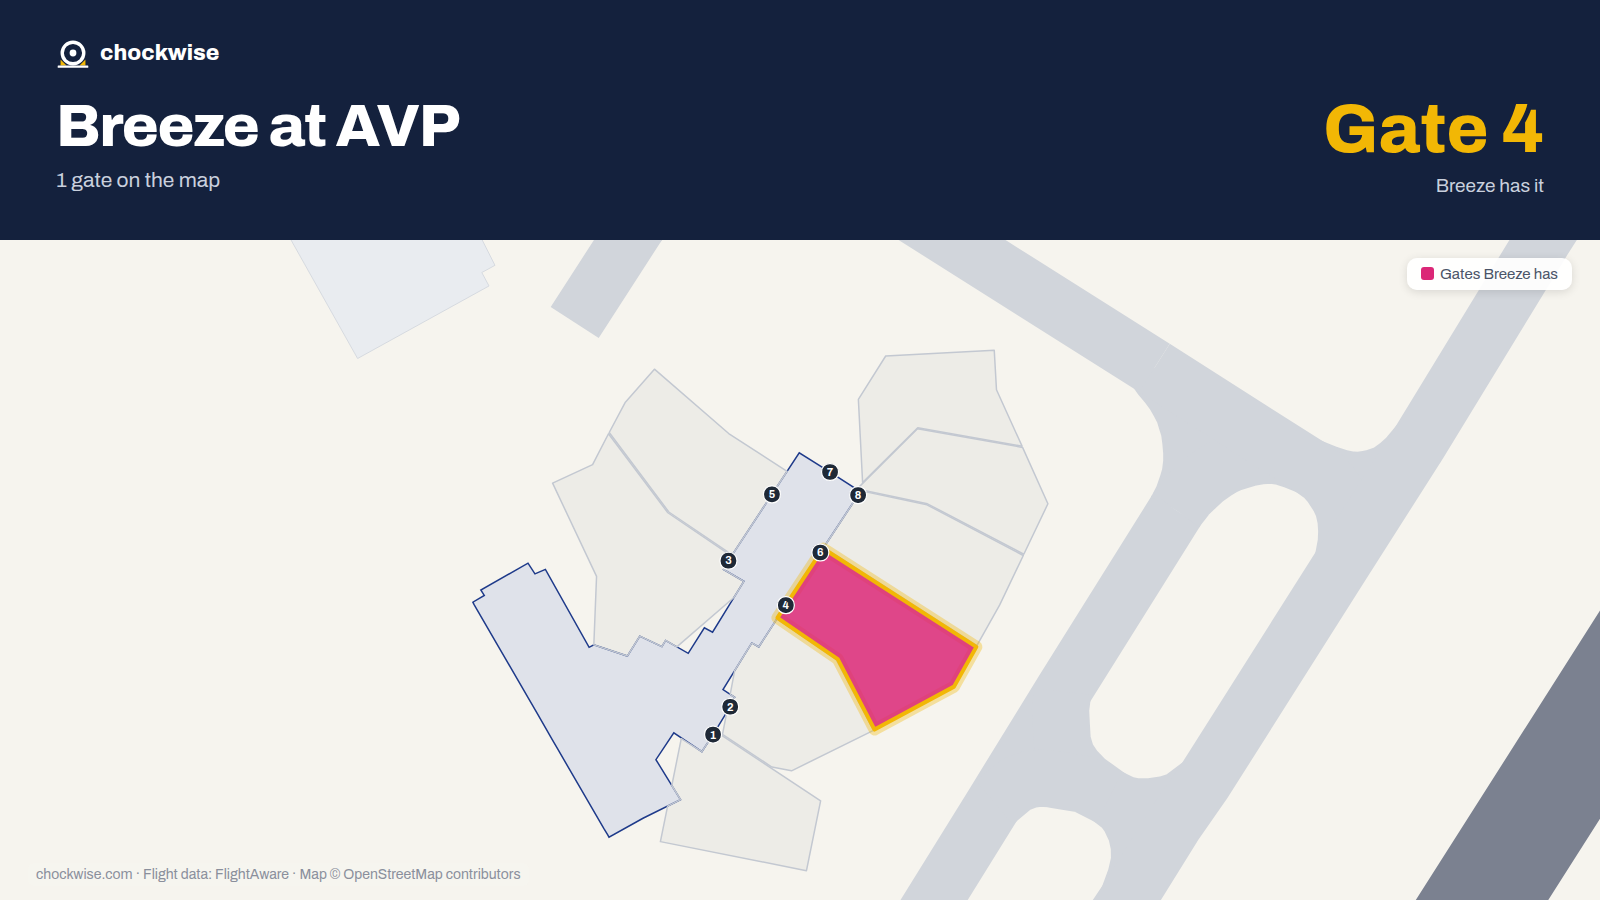 chockwise
Breeze at AVP
1 gate on the map
Gate 4
Breeze has it
Gates Breeze has
7
5
8
6
3
4
2
1
chockwise.com · Flight data: FlightAware · Map © OpenStreetMap contributors